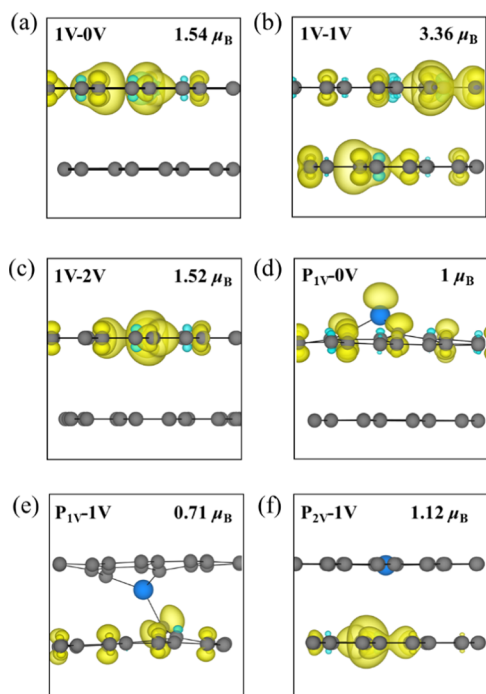 (a) 1V-0V 1.54 μB
(b) 1V-1V 3.36 μB
(c) 1V-2V 1.52 μB
(d) P1V-0V 1 μB
(e) P1V-1V 0.71 μB
(f) P2V-1V 1.12 μB